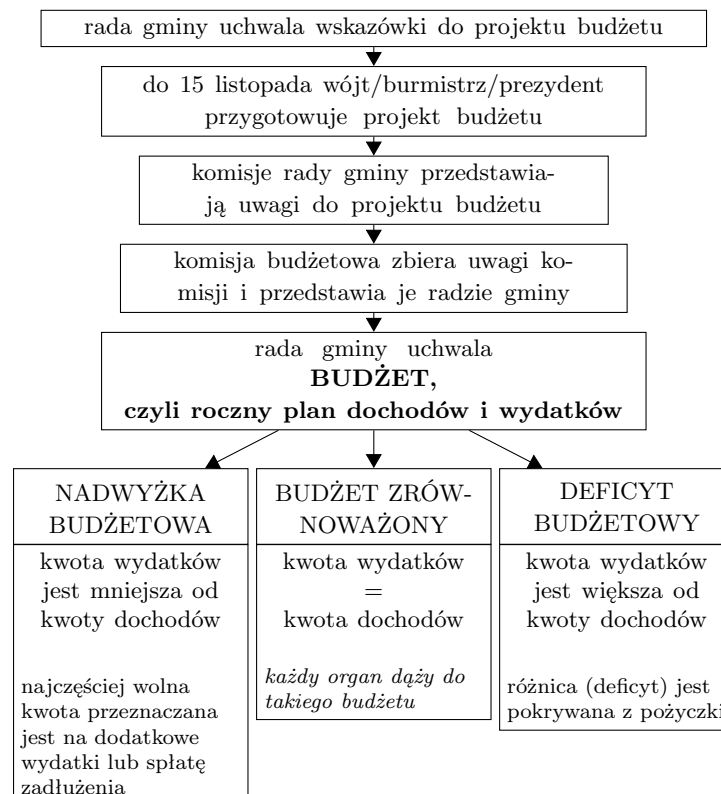 rada gminy uchwala wskazówki do projektu budżetu
do 15 listopada wójt/burmistrz/prezydent
przygotowuje projekt budżetu
komisje rady gminy przedstawia-
ją uwagi do projektu budżetu
komisja budżetowa zbiera uwagi ko-
misji i przedstawia je radzie gminy
rada gminy uchwala
BUDŻET,
czyli roczny plan dochodów i wydatków
NADWYŻKA
BUDŻETOWA
kwota wydatków
jest mniejsza od
kwoty dochodów
najczęściej wolna
kwota przeznaczana
jest na dodatkowe
wydatki lub spłatę
zadłużenia
BUDŻET ZRÓW-
NOWAŻONY
kwota wydatków
=
kwota dochodów
każdy organ dąży do
takiego budżetu
DEFICYT
BUDŻETOWY
kwota wydatków
jest większa od
kwoty dochodów
różnica (deficyt) jest
pokrywana z pożyczki